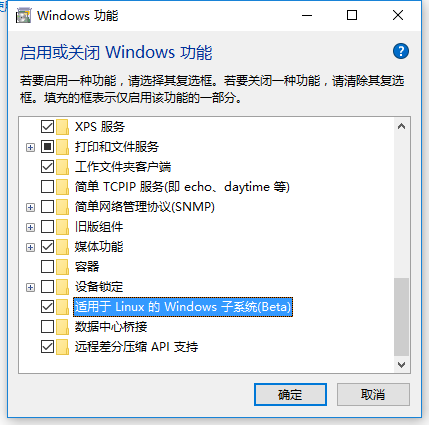 Windows 功能
启用或关闭 Windows 功能
若要启用一种功能，请选择其复选框。若要关闭一种功能，请清除其复选
框。填充的框表示仅启用该功能的一部分。
XPS 服务
打印和文件服务
工作文件夹客户端
简单 TCPIP 服务(即 echo、daytime 等)
简单网络管理协议(SNMP)
旧版组件
媒体功能
容器
设备锁定
适用于 Linux 的 Windows 子系统(Beta)
数据中心桥接
远程差分压缩 API 支持
确定
取消